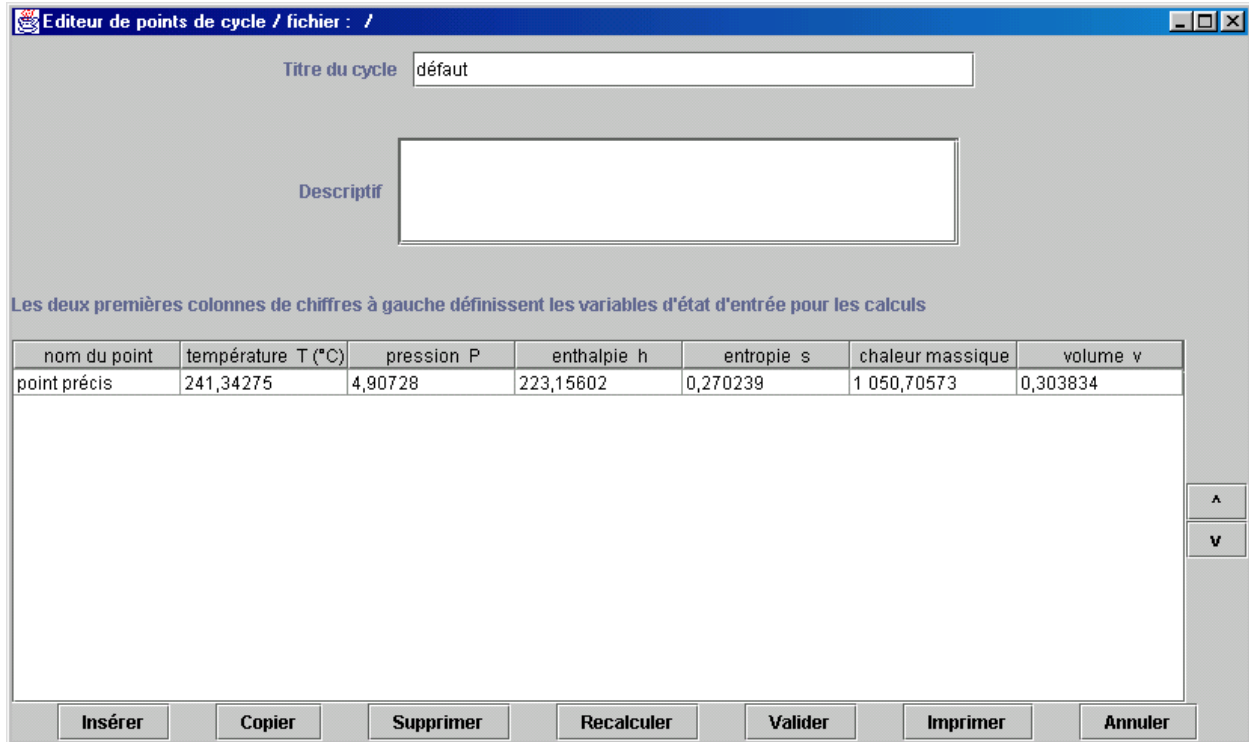 Editeur de points de cycle / fichier : /
Titre du cycle défaut
Descriptif
Les deux premières colonnes de chiffres à gauche définissent les variables d'état d'entrée pour les calculs
nom du point température T (°C) pression P enthalpie h entropie s chaleur massique volume v
point précis 241,34275 4,90728 223,15602 0,270239 1 050,70573 0,303834
^
v
Insérer Copier Supprimer Recalculer Valider Imprimer Annuler